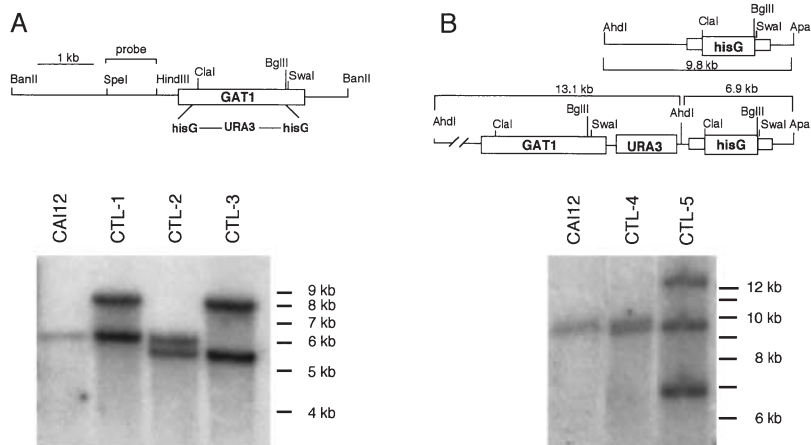 A
1 kb
probe
BanII
SpeI
HindIII
ClaI
BglII
SwaI
BanII
GAT1
hisG — URA3 — hisG
CAI12
CTL-1
CTL-2
CTL-3
9 kb
8 kb
7 kb
6 kb
5 kb
4 kb
B
AhdI
ClaI
BglII
SwaI
Apa
hisG
9.8 kb
13.1 kb
6.9 kb
AhdI
ClaI
BglII
SwaI
AhdI
ClaI
BglII
SwaI
Apa
GAT1
URA3
hisG
CAI12
CTL-4
CTL-5
12 kb
10 kb
8 kb
6 kb